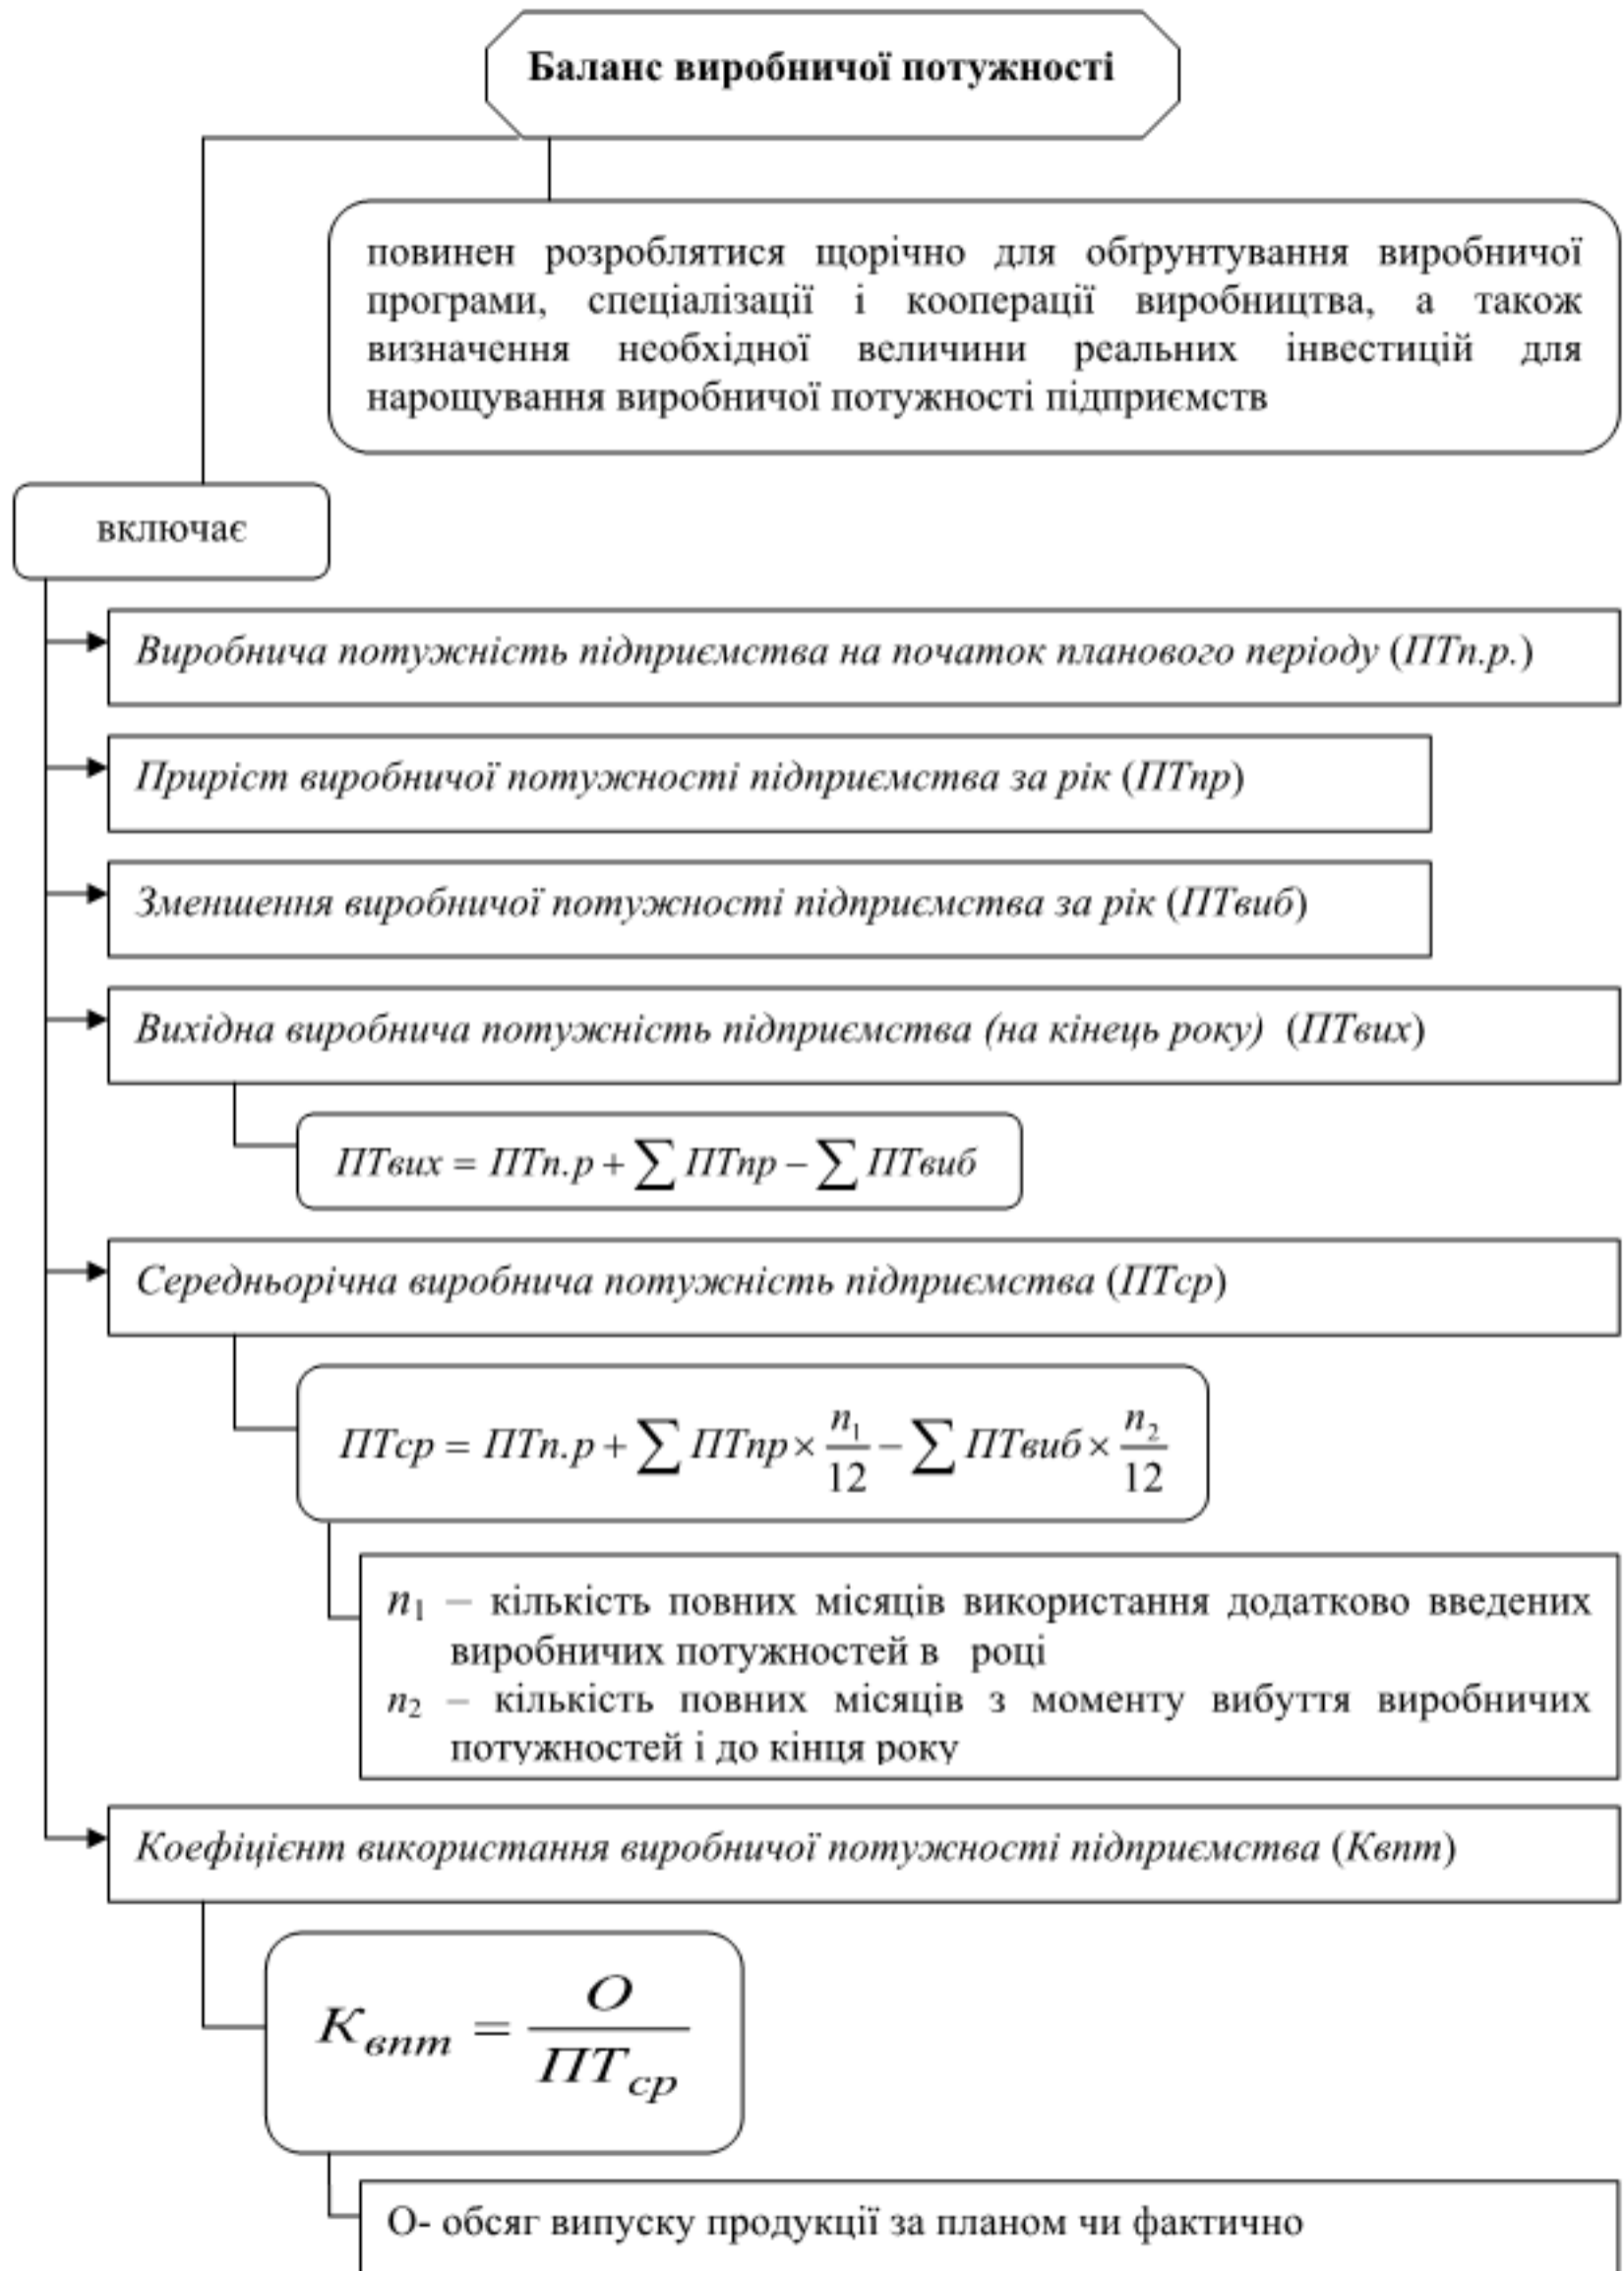 Баланс виробничої потужності
повинен розроблятися щорічно для обґрунтування виробничої
програми, спеціалізації і кооперації виробництва, а також
визначення необхідної величини реальних інвестицій для
нарощування виробничої потужності підприємств
включає
Виробнича потужність підприємства на початок планового періоду (ПТп.р.)
Приріст виробничої потужності підприємства за рік (ПТпр)
Зменшення виробничої потужності підприємства за рік (ПТвиб)
Вихідна виробнича потужність підприємства (на кінець року) (ПТвих)
ПТвих = ПТп.р + ∑ ПТпр − ∑ ПТвиб
Середньорічна виробнича потужність підприємства (ПТср)
ПТср = ПТп.р + ∑ ПТпр × n₁/12 − ∑ ПТвиб × n₂/12
n₁ – кількість повних місяців використання додатково введених
виробничих потужностей в році
n₂ – кількість повних місяців з моменту вибуття виробничих
потужностей і до кінця року
Коефіцієнт використання виробничої потужності підприємства (Квпт)
К впт = О / ПТ ср
О- обсяг випуску продукції за планом чи фактично